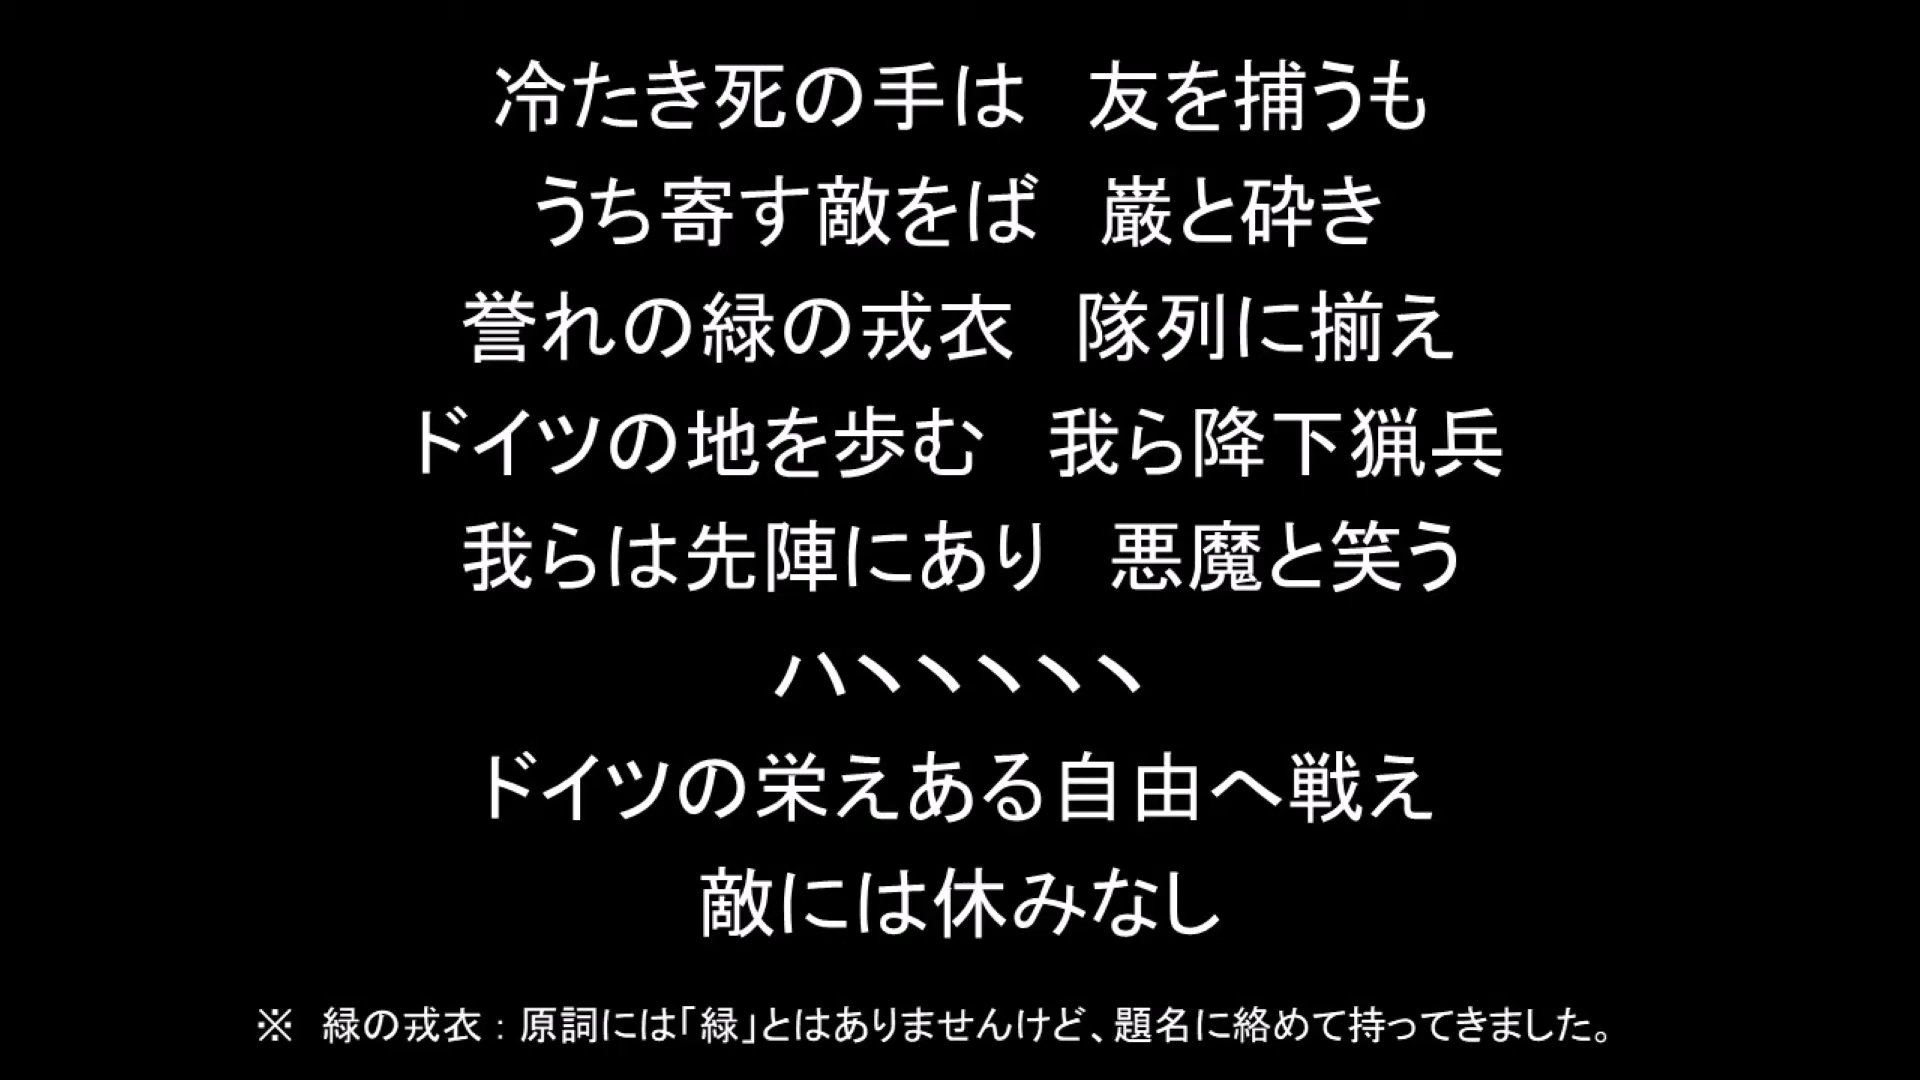 冷たき死の手は　友を捕うも
うち寄す敵をば　巌と砕き
誉れの緑の戎衣　隊列に揃え
ドイツの地を歩む　我ら降下猟兵
我らは先陣にあり　悪魔と笑う
ハヽヽヽヽヽ
ドイツの栄えある自由へ戦え
敵には休みなし
※　緑の戎衣：原詞には「緑」とはありませんけど、題名に絡めて持ってきました。